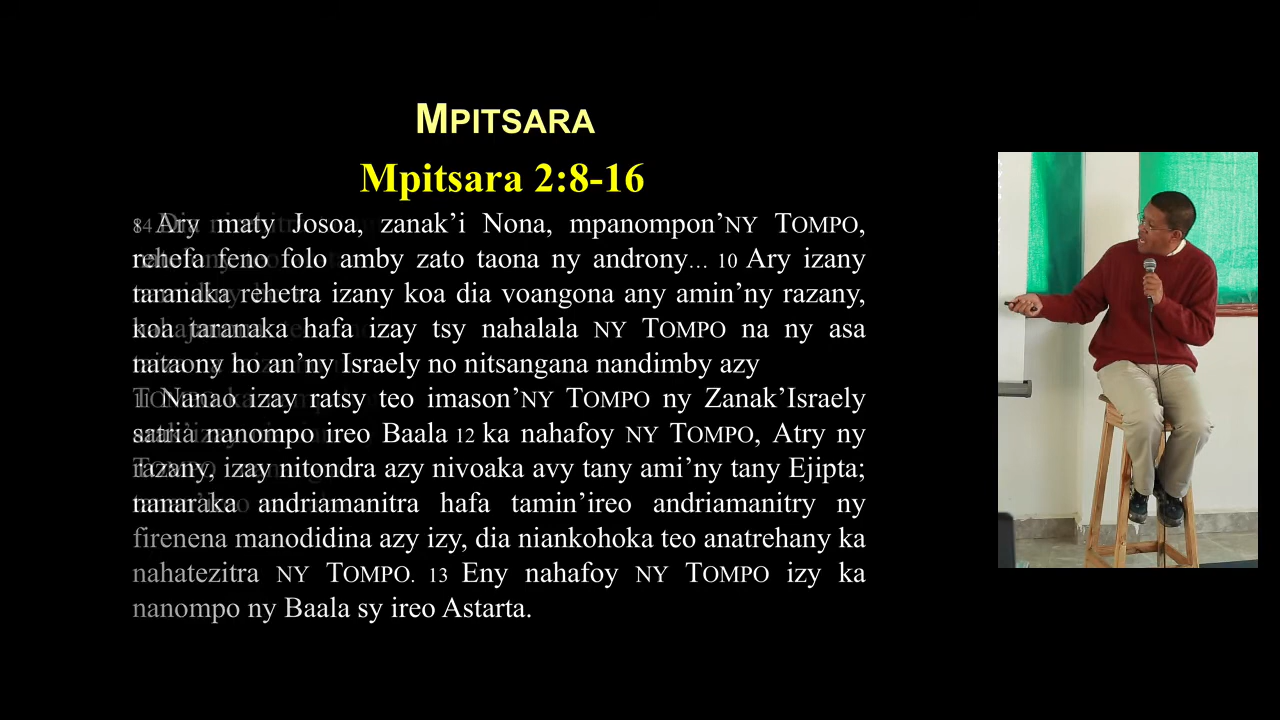 MPITSARA
Mpitsara 2:8-16
8 Ary maty Josoa, zanak’i Nona, mpanompon’NY TOMPO,
rehefa feno folo amby zato taona ny androny... 10 Ary izany
taranaka rehetra izany koa dia voangona any amin’ny razany,
koa taranaka hafa izay tsy nahalala NY TOMPO na ny asa
nataony ho an’ny Israely no nitsangana nandimby azy
11 Nanao izay ratsy teo imason’NY TOMPO ny Zanak’Israely
satria nanompo ireo Baala 12 ka nahafoy NY TOMPO, Atry ny
razany, izay nitondra azy nivoaka avy tany ami’ny tany Ejipta;
nanaraka andriamanitra hafa tamin’ireo andriamanitry ny
firenena manodidina azy izy, dia niankohoka teo anatrehany ka
nahatezitra NY TOMPO. 13 Eny nahafoy NY TOMPO izy ka
nanompo ny Baala sy ireo Astarta.